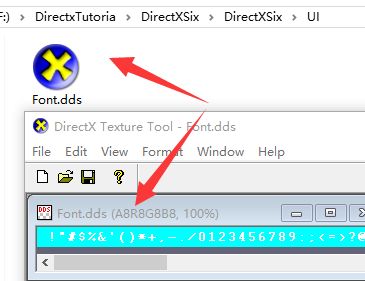 F:) > DirectxTutoria > DirectXSix > DirectXSix > UI
Font.dds
DirectX Texture Tool - Font.dds
File Edit View Format Window Help
Font.dds (A8R8G8B8, 100%)
!"#$%&'()*+,-./0123456789:;<=>?@